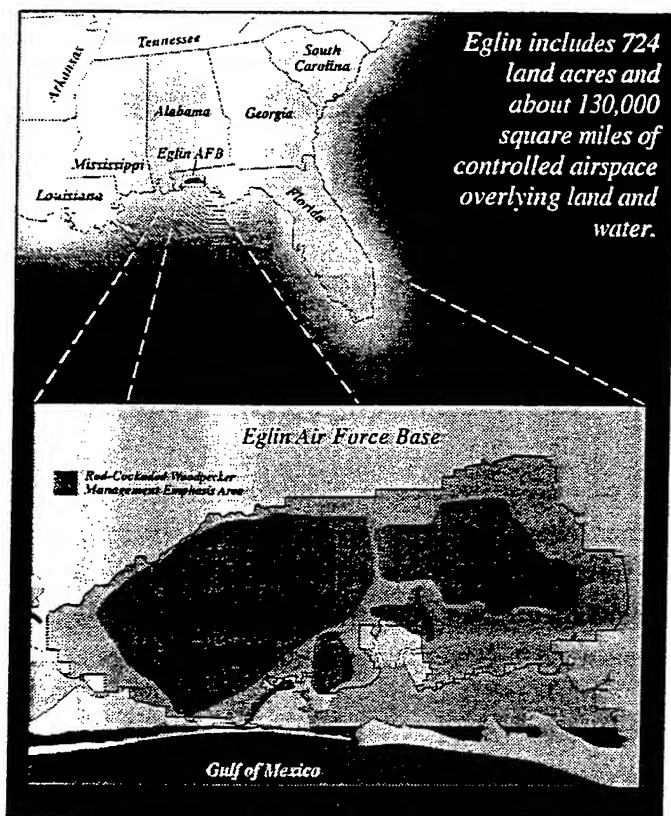 Tennessee
Arkansas
South
Carolina
Alabama
Georgia
Mississippi
Eglin AFB
Louisiana
Florida
Eglin includes 724
land acres and
about 130,000
square miles of
controlled airspace
overlying land and
water.
Eglin Air Force Base
Red-Cockaded Woodpecker
Management Emphasis Area
Gulf of Mexico